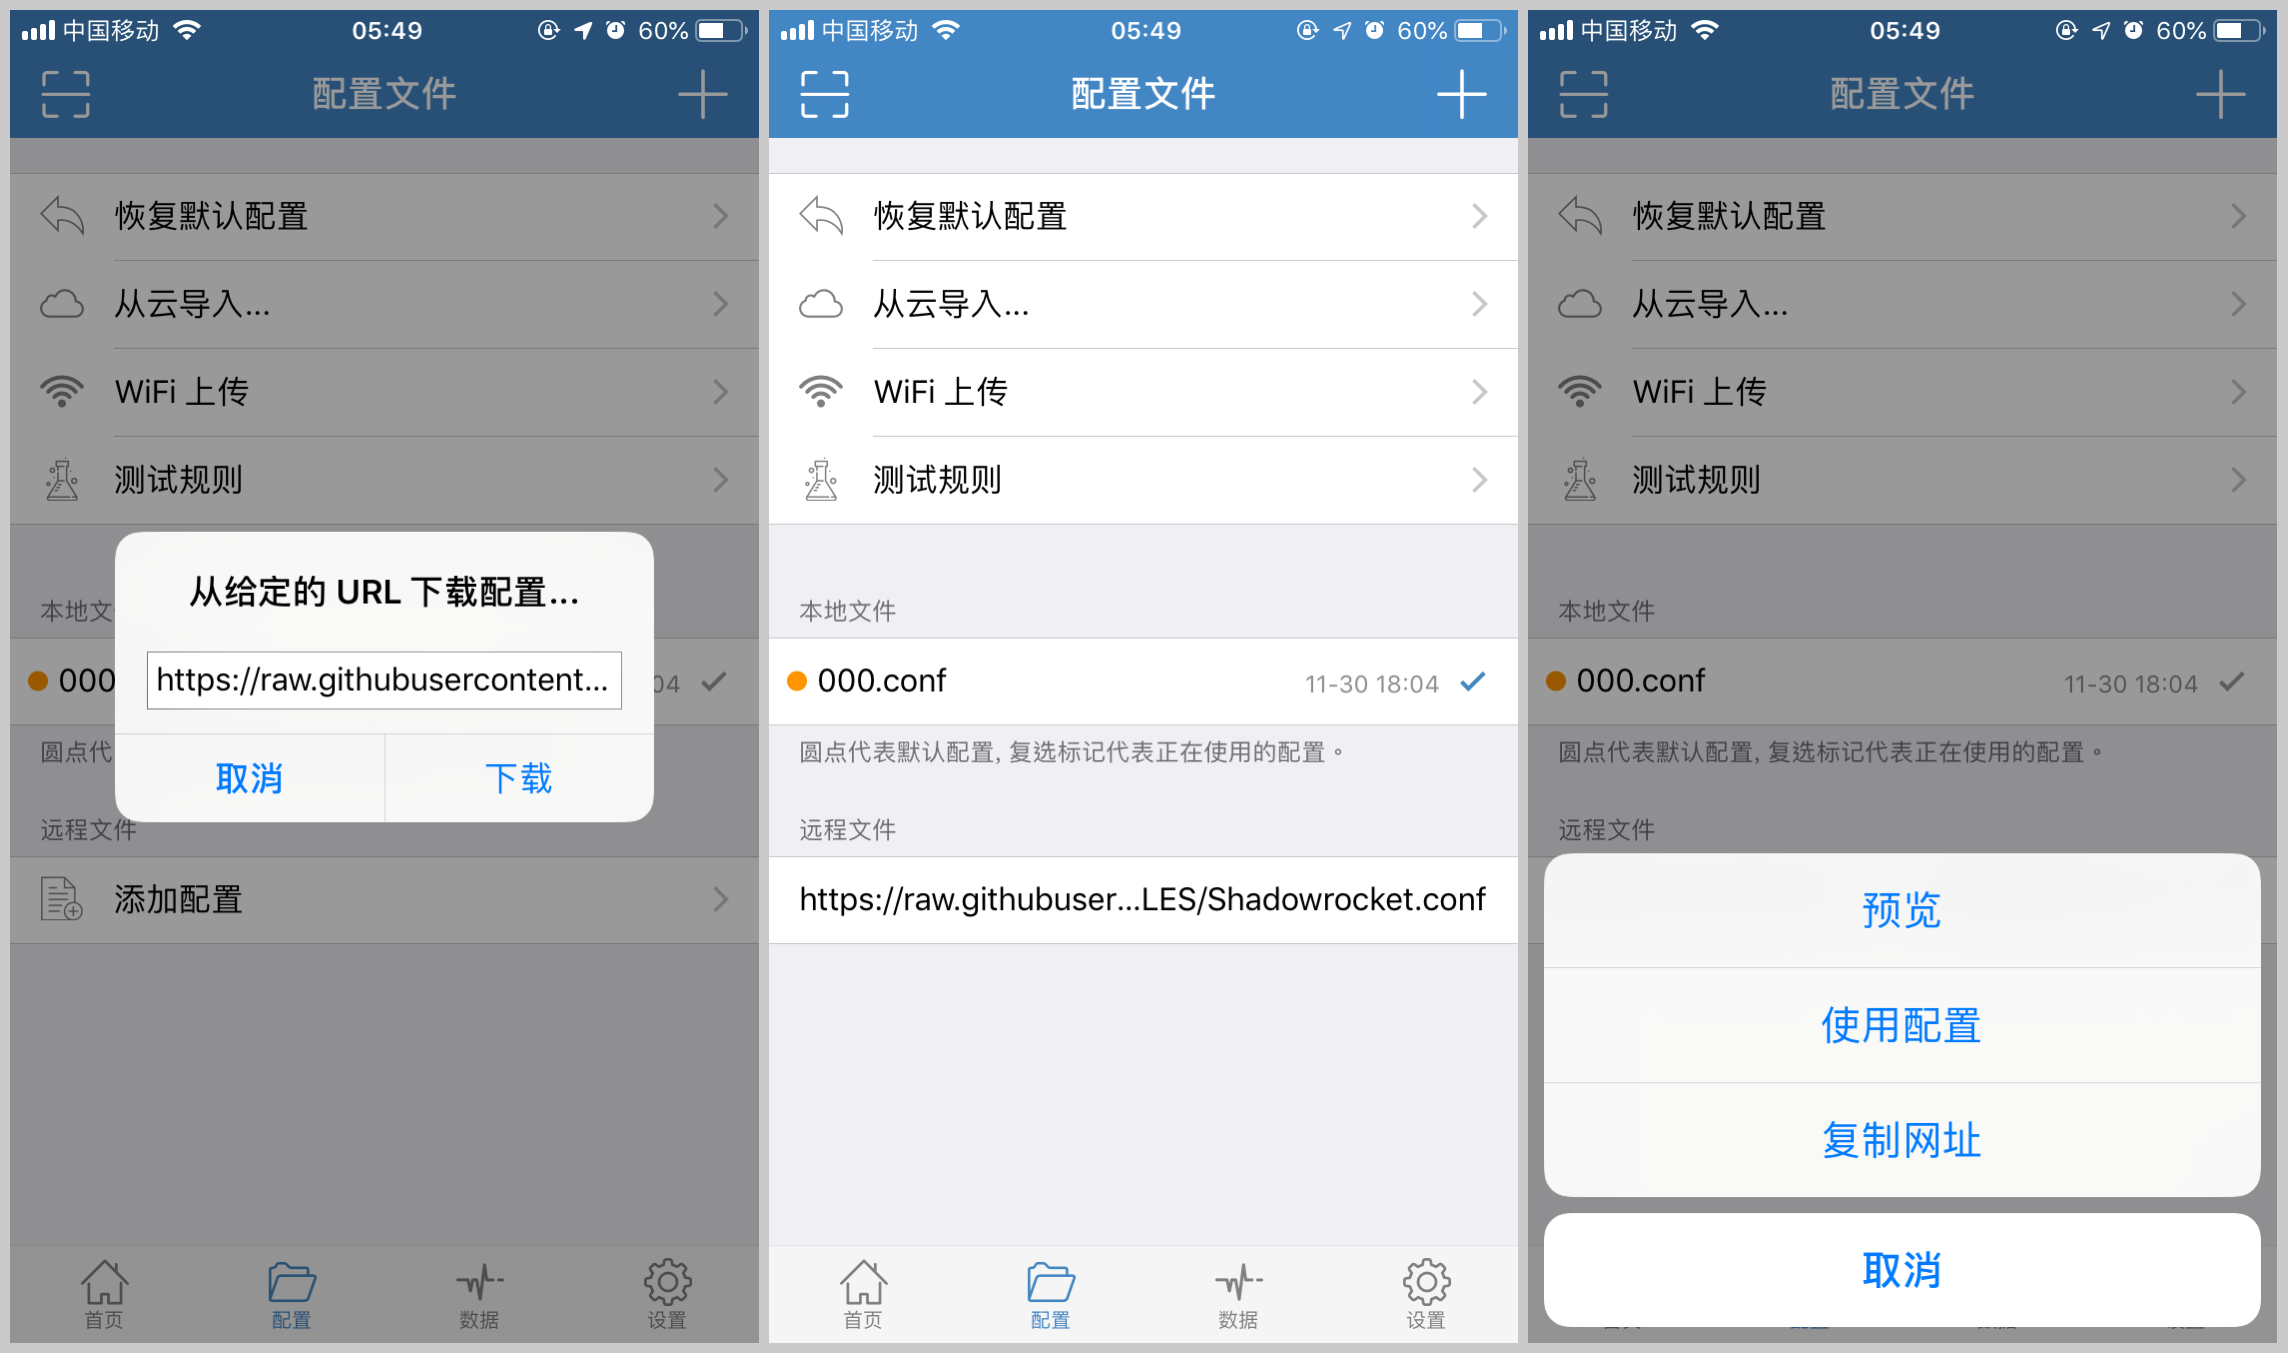 中国移动 05:49 60%
配置文件
恢复默认配置
从云导入...
WiFi 上传
测试规则
从给定的 URL 下载配置...
本地文
https://raw.githubusercontent...
000
04
取消
下载
圆点代
远程文件
添加配置
首页
配置
数据
设置
中国移动 05:49 60%
配置文件
恢复默认配置
从云导入...
WiFi 上传
测试规则
本地文件
000.conf 11-30 18:04
圆点代表默认配置, 复选标记代表正在使用的配置。
远程文件
https://raw.githubuser...LES/Shadowrocket.conf
首页
配置
数据
设置
中国移动 05:49 60%
配置文件
恢复默认配置
从云导入...
WiFi 上传
测试规则
本地文件
000.conf 11-30 18:04
圆点代表默认配置, 复选标记代表正在使用的配置。
远程文件
预览
使用配置
复制网址
取消